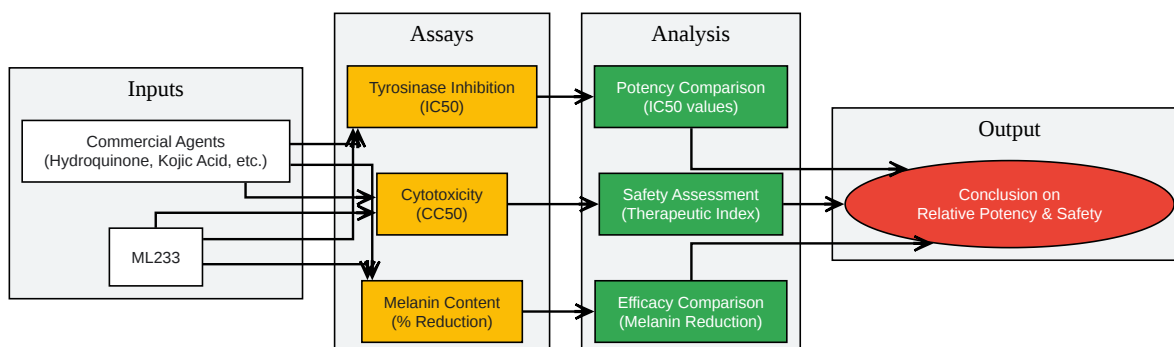 Inputs
Commercial Agents
(Hydroquinone, Kojic Acid, etc.)
ML233
Assays
Tyrosinase Inhibition
(IC50)
Cytotoxicity
(CC50)
Melanin Content
(% Reduction)
Analysis
Potency Comparison
(IC50 values)
Safety Assessment
(Therapeutic Index)
Efficacy Comparison
(Melanin Reduction)
Output
Conclusion on
Relative Potency & Safety